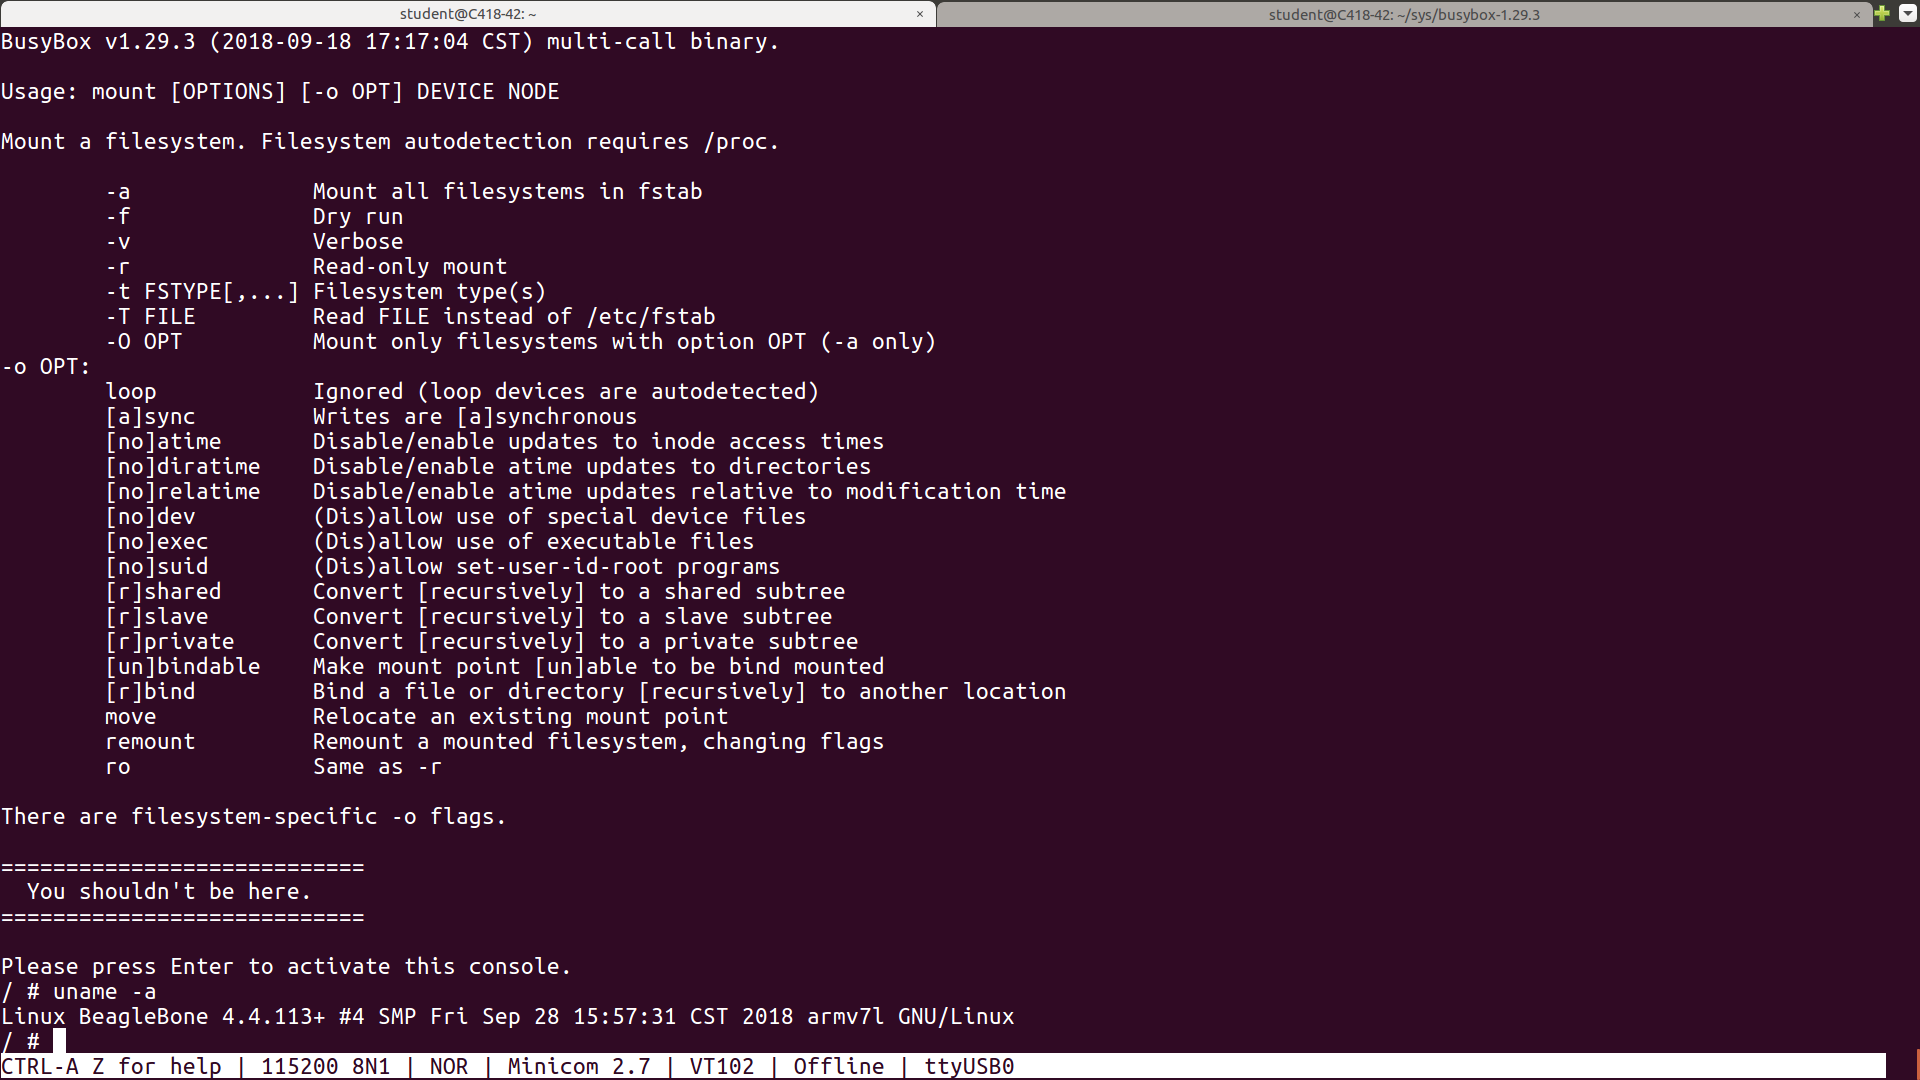 student@C418-42: ~ × student@C418-42: ~/sys/busybox-1.29.3 ×
BusyBox v1.29.3 (2018-09-18 17:17:04 CST) multi-call binary.
Usage: mount [OPTIONS] [-o OPT] DEVICE NODE
Mount a filesystem. Filesystem autodetection requires /proc.
-a Mount all filesystems in fstab
-f Dry run
-v Verbose
-r Read-only mount
-t FSTYPE[,...] Filesystem type(s)
-T FILE Read FILE instead of /etc/fstab
-O OPT Mount only filesystems with option OPT (-a only)
-o OPT:
loop Ignored (loop devices are autodetected)
[a]sync Writes are [a]synchronous
[no]atime Disable/enable updates to inode access times
[no]diratime Disable/enable atime updates to directories
[no]relatime Disable/enable atime updates relative to modification time
[no]dev (Dis)allow use of special device files
[no]exec (Dis)allow use of executable files
[no]suid (Dis)allow set-user-id-root programs
[r]shared Convert [recursively] to a shared subtree
[r]slave Convert [recursively] to a slave subtree
[r]private Convert [recursively] to a private subtree
[un]bindable Make mount point [un]able to be bind mounted
[r]bind Bind a file or directory [recursively] to another location
move Relocate an existing mount point
remount Remount a mounted filesystem, changing flags
ro Same as -r
There are filesystem-specific -o flags.
============================
You shouldn't be here.
============================
Please press Enter to activate this console.
/ # uname -a
Linux BeagleBone 4.4.113+ #4 SMP Fri Sep 28 15:57:31 CST 2018 armv7l GNU/Linux
/ #
CTRL-A Z for help | 115200 8N1 | NOR | Minicom 2.7 | VT102 | Offline | ttyUSB0